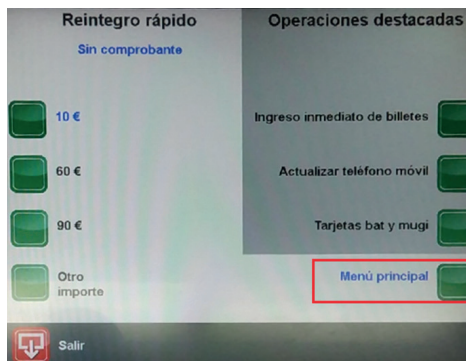 Reintegro rápido
Sin comprobante
10 €
60 €
90 €
Otro
importe
Salir
Operaciones destacadas
Ingreso inmediato de billetes
Actualizar teléfono móvil
Tarjetas bat y mugi
Menú principal